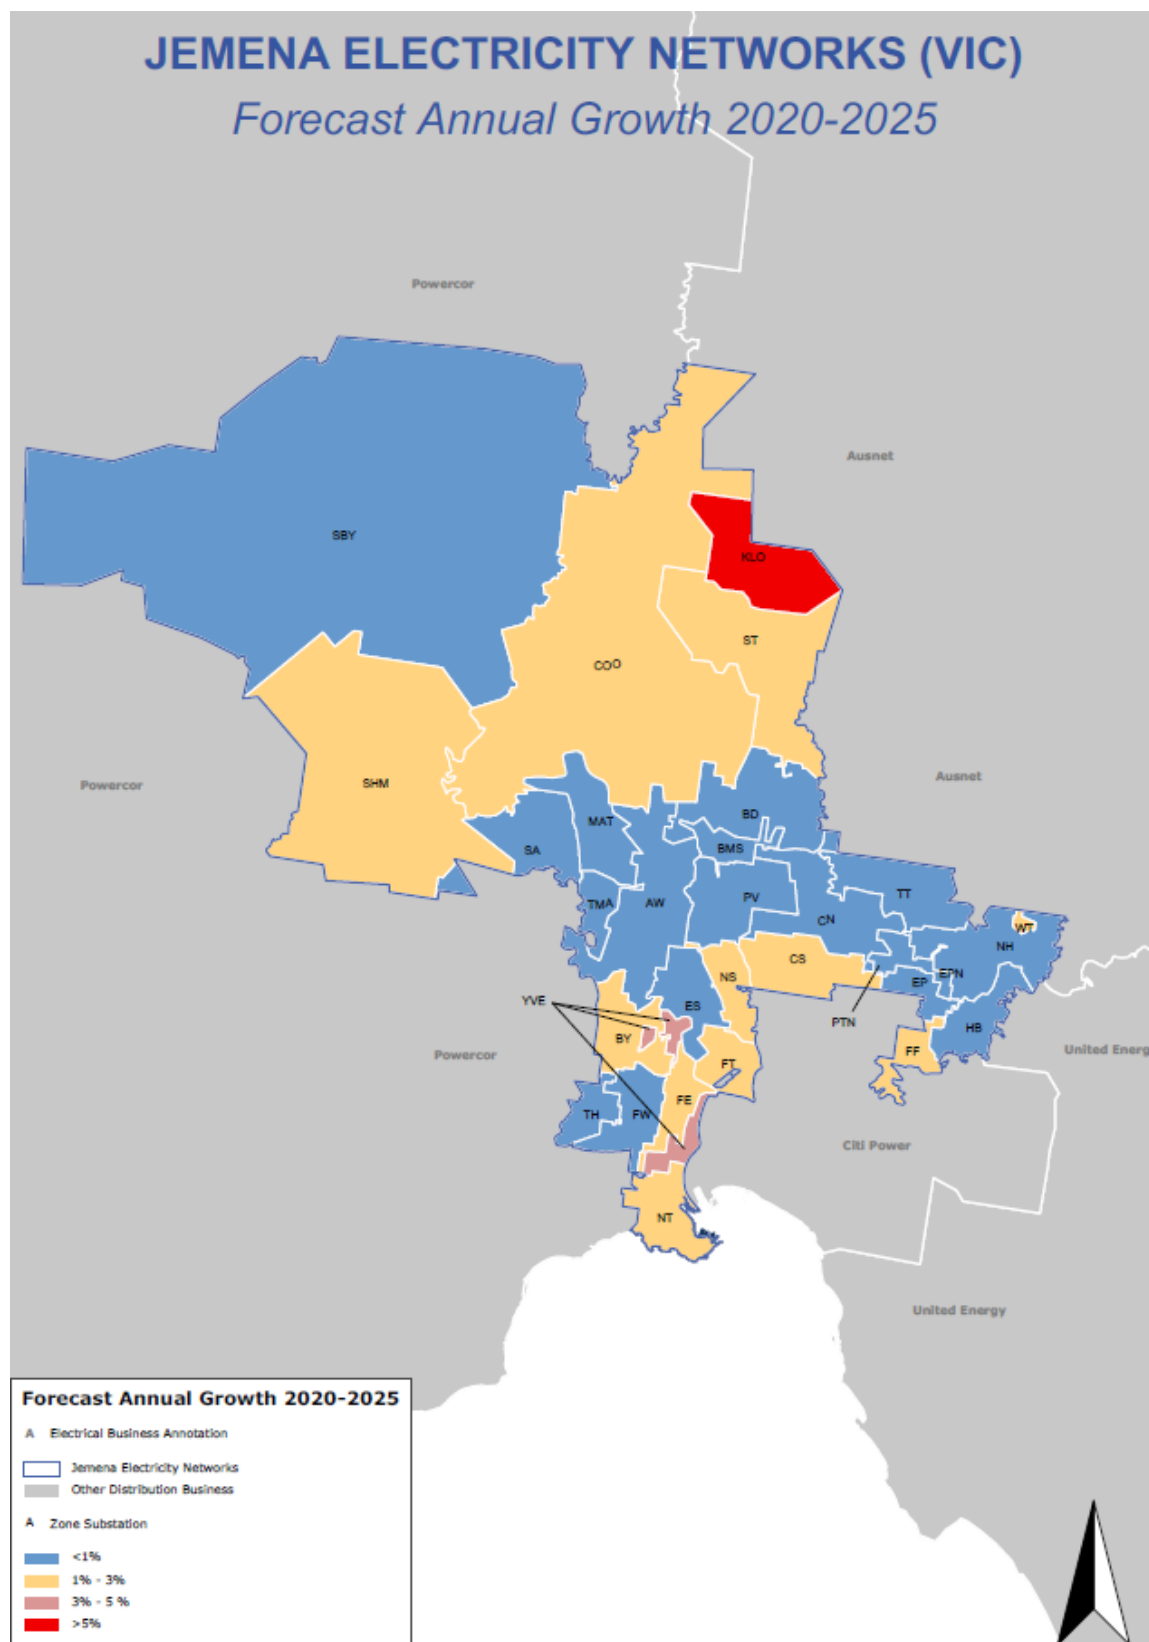 JEMENA ELECTRICITY NETWORKS (VIC)
Forecast Annual Growth 2020-2025
Powercor
Ausnet
SBY
KLO
ST
COO
Powercor
SHM
Ausnet
MAT
BD
SA
BMS
TMA
AW
PV
CN
TT
WT
NH
CS
NS
EPN
EP
YVE
ES
PTN
BY
HB
Powercor
FF
United Energ
FT
FE
TH
FW
Citi Power
NT
United Energy
Forecast Annual Growth 2020-2025
A Electrical Business Annotation
Jemena Electricity Networks
Other Distribution Business
A Zone Substation
<1%
1% - 3%
3% - 5 %
>5%